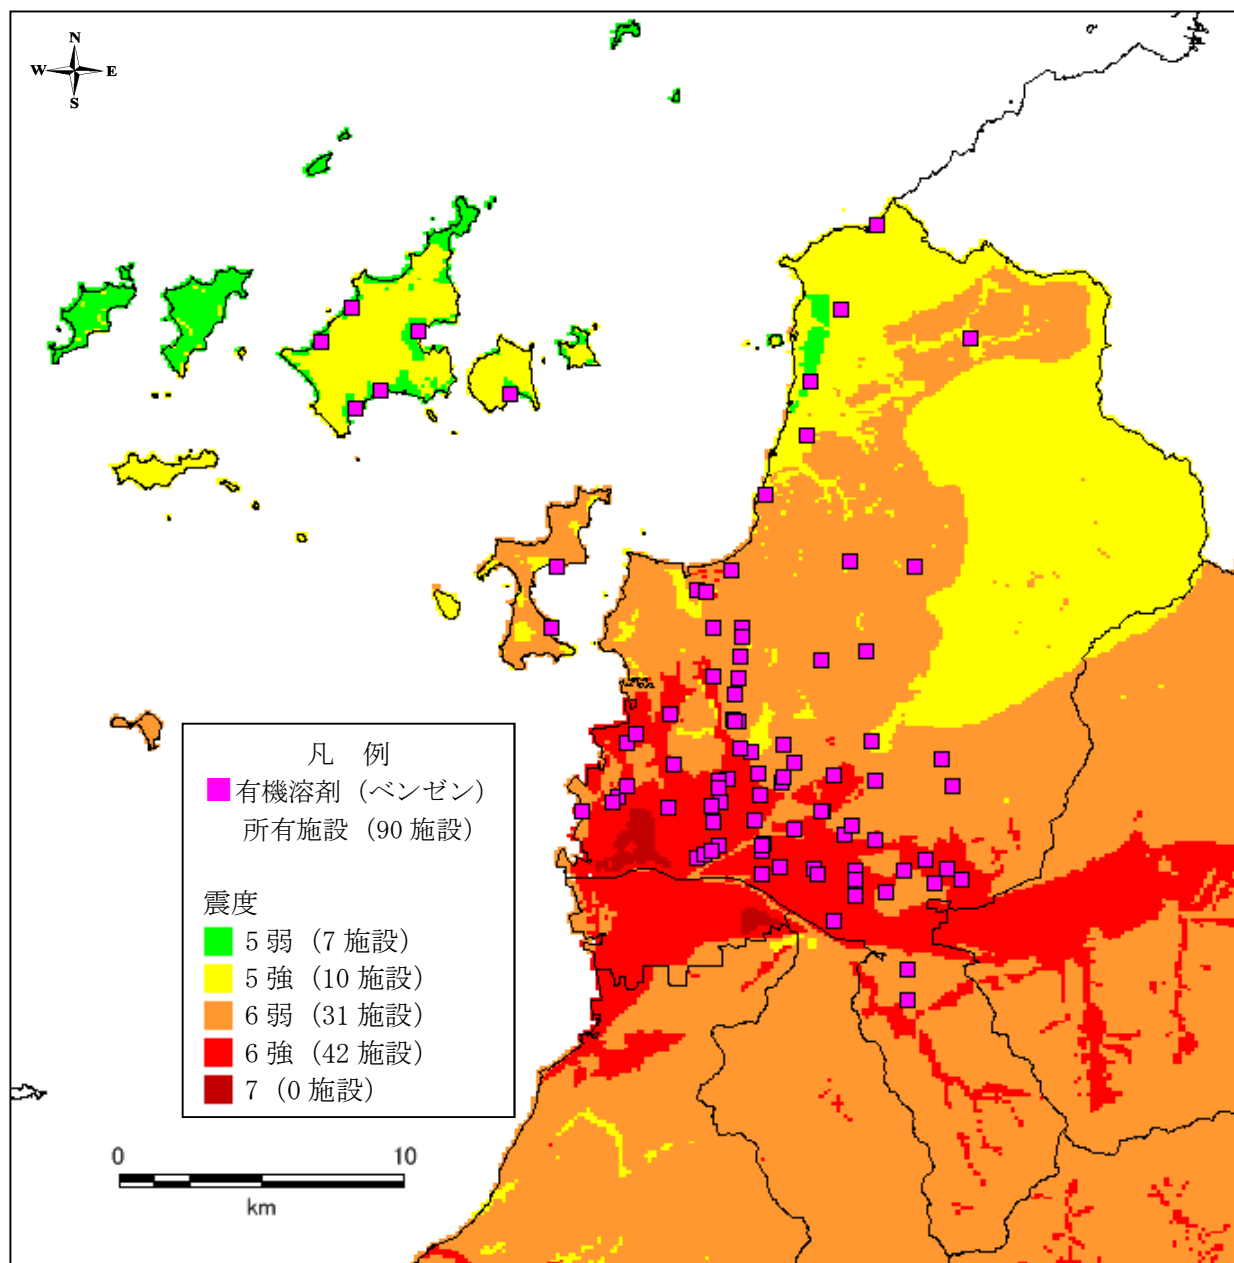 N
W E
S
凡 例
有機溶剤（ベンゼン）
所有施設（90 施設）
震度
5 弱（7 施設）
5 強（10 施設）
6 弱（31 施設）
6 強（42 施設）
7（0 施設）
0 10
km